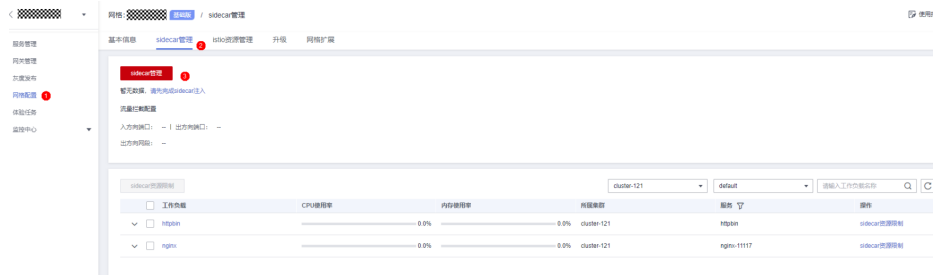 网格: 基础版 / sidecar管理
使用
基本信息 sidecar管理 2 istio资源管理 升级 网格扩展
服务管理
网关管理
灰度发布
网格配置 1
体验任务
监控中心
sidecar管理 3
暂无数据，请先完成sidecar注入
流量拦截配置
入方向端口： -- | 出方向端口： --
出方向网段： --
sidecar资源限制 cluster-121 default 请输入工作负载名称
工作负载 CPU使用率 内存使用率 所属集群 服务 操作
httpbin 0.0% 0.0% cluster-121 httpbin sidecar资源限制
nginx 0.0% 0.0% cluster-121 nginx-11117 sidecar资源限制